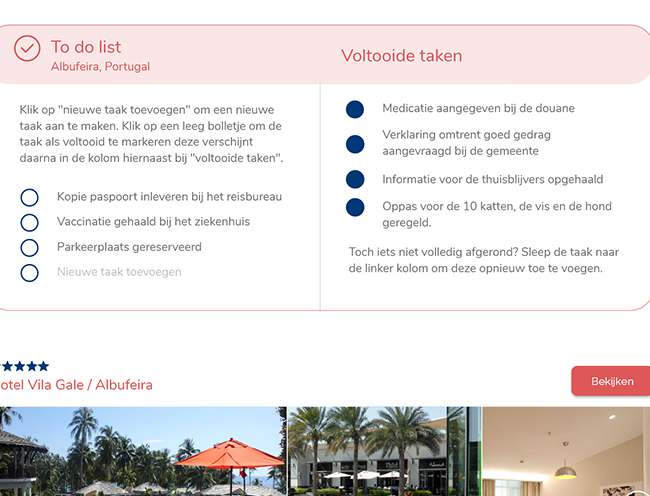 To do list
Albufeira, Portugal
Klik op "nieuwe taak toevoegen" om een nieuwe
taak aan te maken. Klik op een leeg bolletje om de
taak als voltooid te markeren deze verschijnt
daarna in de kolom hiernaast bij "voltooide taken".
Kopie paspoort inleveren bij het reisbureau
Vaccinatie gehaald bij het ziekenhuis
Parkeerplaats gereserveerd
Nieuwe taak toevoegen
Voltooide taken
Medicatie aangegeven bij de douane
Verklaring omtrent goed gedrag
aangevraagd bij de gemeente
Informatie voor de thuisblijvers opgehaald
Oppas voor de 10 katten, de vis en de hond
geregeld.
Toch iets niet volledig afgerond? Sleep de taak naar
de linker kolom om deze opnieuw toe te voegen.
otel Vila Gale / Albufeira
Bekijken